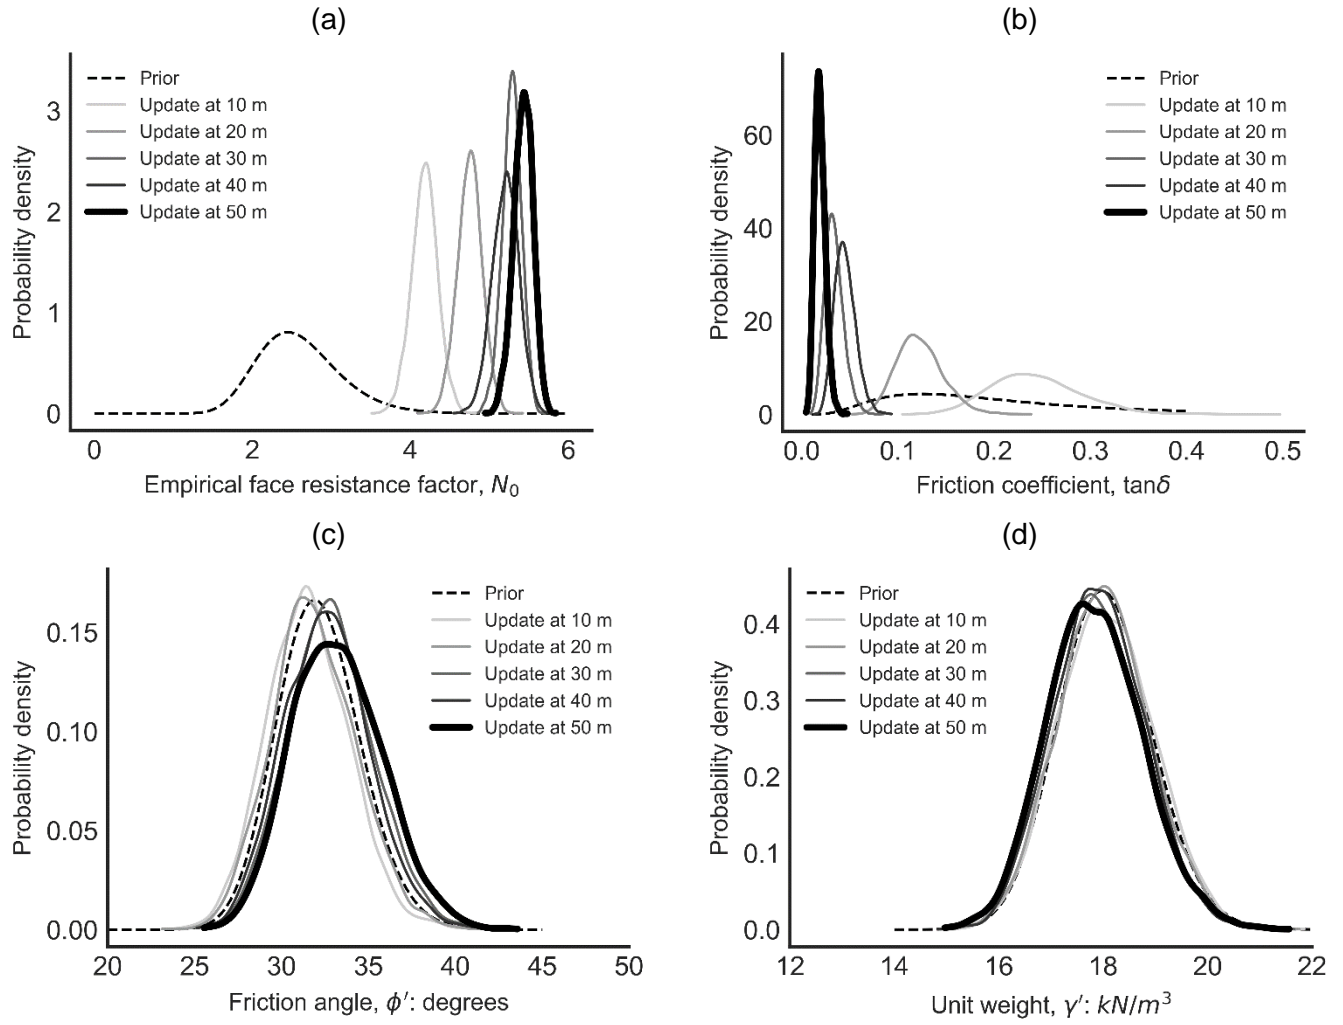 (a)
Probability density
3
2
1
0
Prior
Update at 10 m
Update at 20 m
Update at 30 m
Update at 40 m
Update at 50 m
0 2 4 6
Empirical face resistance factor, N₀
(b)
Probability density
60
40
20
0
Prior
Update at 10 m
Update at 20 m
Update at 30 m
Update at 40 m
Update at 50 m
0.0 0.1 0.2 0.3 0.4 0.5
Friction coefficient, tanδ
(c)
Probability density
0.15
0.10
0.05
0.00
Prior
Update at 10 m
Update at 20 m
Update at 30 m
Update at 40 m
Update at 50 m
20 25 30 35 40 45 50
Friction angle, ϕ′: degrees
(d)
Probability density
0.4
0.3
0.2
0.1
0.0
Prior
Update at 10 m
Update at 20 m
Update at 30 m
Update at 40 m
Update at 50 m
12 14 16 18 20 22
Unit weight, γ′: kN/m³